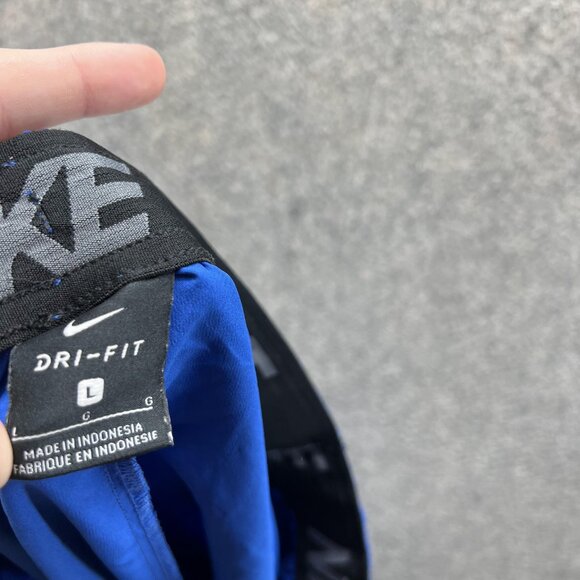 KE
DRI-FIT
L
L G G
MADE IN INDONESIA
FABRIQUE EN INDONESIE